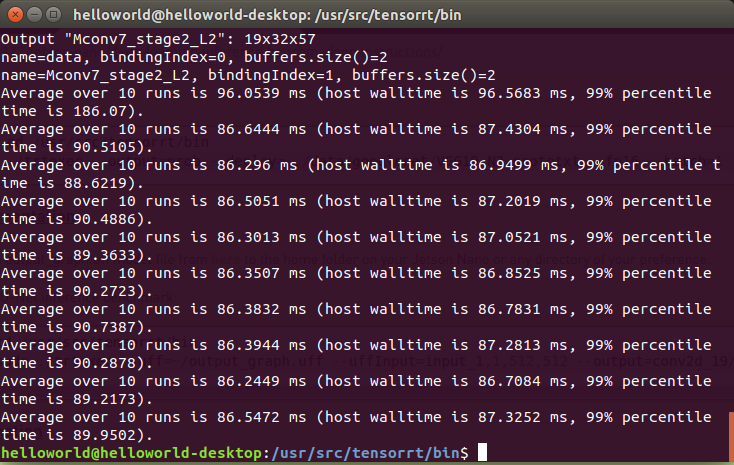 helloworld@helloworld-desktop: /usr/src/tensorrt/bin
Output "Mconv7_stage2_L2": 19x32x57
name=data, bindingIndex=0, buffers.size()=2
name=Mconv7_stage2_L2, bindingIndex=1, buffers.size()=2
Average over 10 runs is 96.0539 ms (host walltime is 96.5683 ms, 99% percentile
time is 186.07).
Average over 10 runs is 86.6444 ms (host walltime is 87.4304 ms, 99% percentile
time is 90.5105).
Average over 10 runs is 86.296 ms (host walltime is 86.9499 ms, 99% percentile t
ime is 88.6219).
Average over 10 runs is 86.5051 ms (host walltime is 87.2019 ms, 99% percentile
time is 90.4886).
Average over 10 runs is 86.3013 ms (host walltime is 87.0521 ms, 99% percentile
time is 89.3633).
Average over 10 runs is 86.3507 ms (host walltime is 86.8525 ms, 99% percentile
time is 90.2723).
Average over 10 runs is 86.3832 ms (host walltime is 86.7831 ms, 99% percentile
time is 90.7387).
Average over 10 runs is 86.3944 ms (host walltime is 87.2813 ms, 99% percentile
time is 90.2878).
Average over 10 runs is 86.2449 ms (host walltime is 86.7084 ms, 99% percentile
time is 89.2173).
Average over 10 runs is 86.5472 ms (host walltime is 87.3252 ms, 99% percentile
time is 89.9502).
helloworld@helloworld-desktop:/usr/src/tensorrt/bin$